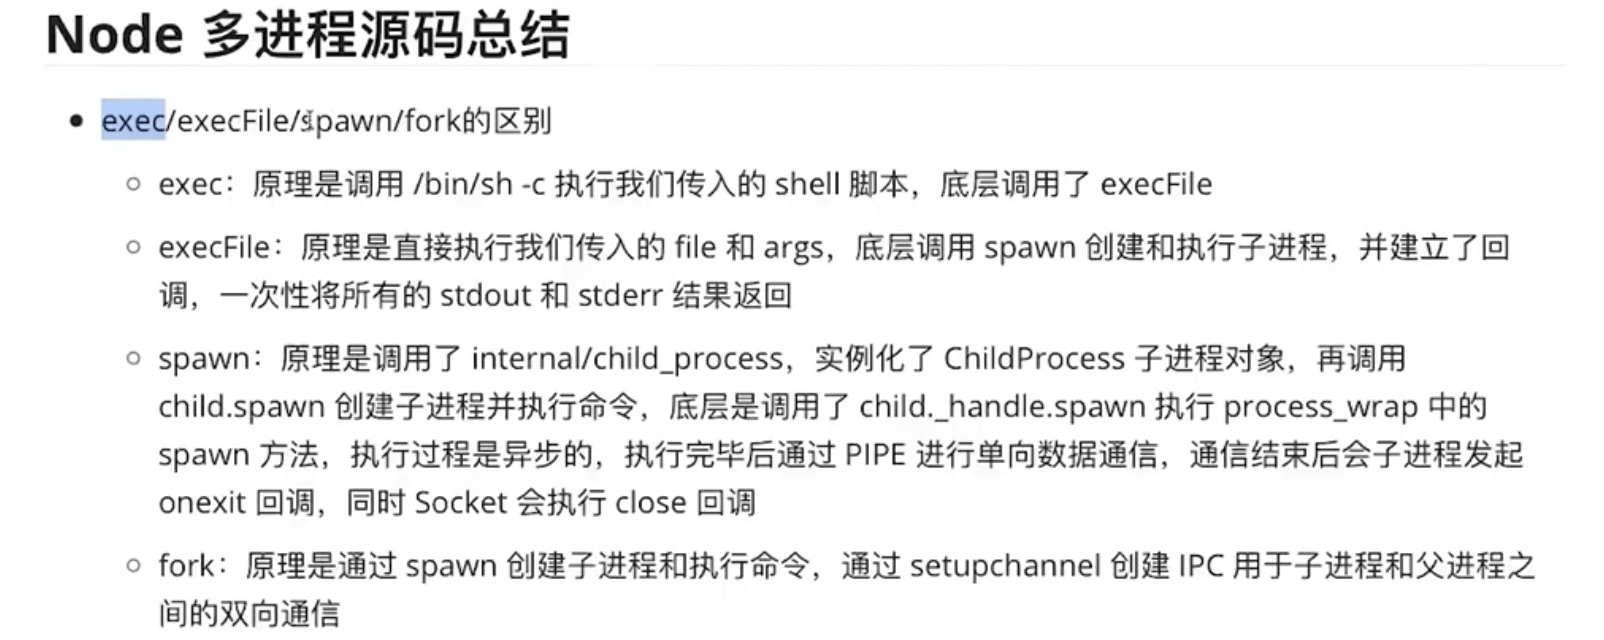 Node 多进程源码总结
exec/execFile/spawn/fork的区别
exec：原理是调用 /bin/sh -c 执行我们传入的 shell 脚本，底层调用了 execFile
execFile：原理是直接执行我们传入的 file 和 args，底层调用 spawn 创建和执行子进程，并建立了回
调，一次性将所有的 stdout 和 stderr 结果返回
spawn：原理是调用了 internal/child_process，实例化了 ChildProcess 子进程对象，再调用
child.spawn 创建子进程并执行命令，底层是调用了 child._handle.spawn 执行 process_wrap 中的
spawn 方法，执行过程是异步的，执行完毕后通过 PIPE 进行单向数据通信，通信结束后会子进程发起
onexit 回调，同时 Socket 会执行 close 回调
fork：原理是通过 spawn 创建子进程和执行命令，通过 setupchannel 创建 IPC 用于子进程和父进程之
间的双向通信